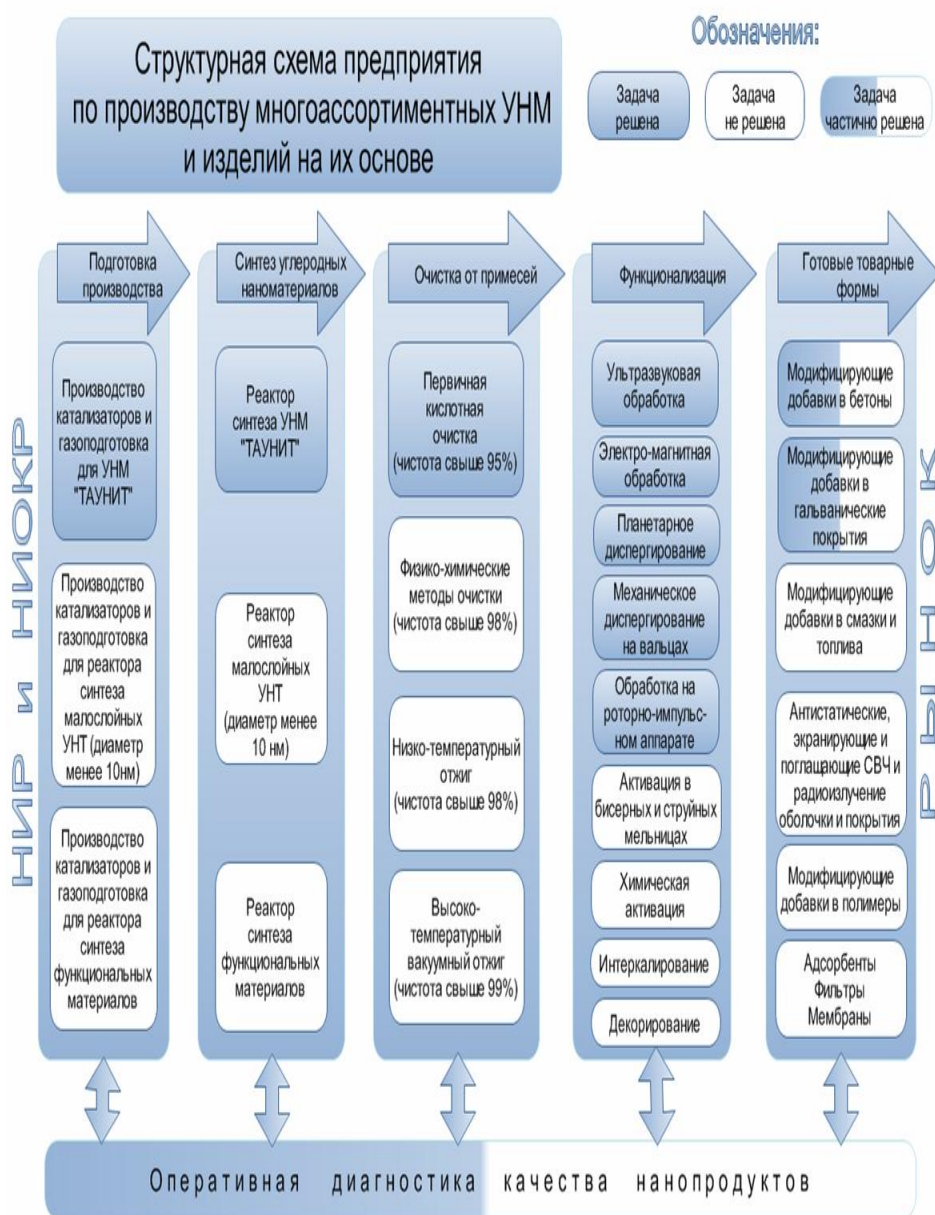 Структурная схема предприятия
по производству многоассортиментных УНМ
и изделий на их основе
Обозначения:
Задача
решена
Задача
не решена
Задача
частично решена
НИР и НИОКР
Подготовка
производства
Производство
катализаторов и
газоподготовка
для УНМ
"ТАУНИТ"
Производство
катализаторов и
газоподготовка
для реактора
синтеза
малослойных
УНТ (диаметр
менее 10нм)
Производство
катализаторов и
газоподготовка
для реактора
синтеза
функциональных
материалов
Синтез углеродных
наноматериалов
Реактор
синтеза УНМ
"ТАУНИТ"
Реактор
синтеза
малослойных
УНТ
(диаметр менее
10 нм)
Реактор
синтеза
функциональных
материалов
Очистка от примесей
Первичная
кислотная
очистка
(чистота свыше 95%)
Физико-химические
методы очистки
(чистота свыше 98%)
Низко-температурный
отжиг
(чистота свыше 98%)
Высоко-
температурный
вакуумный отжиг
(чистота свыше 99%)
Функционализация
Ультразвуковая
обработка
Электро-магнитная
обработка
Планетарное
диспергирование
Механическое
диспергирование
на вальцах
Обработка на
роторно-импульс-
ном аппарате
Активация в
бисерных и струйных
мельницах
Химическая
активация
Интеркалирование
Декорирование
Готовые товарные
формы
Модифицирующие
добавки в бетоны
Модифицирующие
добавки в
гальванические
покрытия
Модифицирующие
добавки в смазки и
топлива
Антистатические,
экранирующие и
поглощающие СВЧ и
радиоизлучение
оболочки и покрытия
Модифицирующие
добавки в полимеры
Адсорбенты
Фильтры
Мембраны
РЫНОК
Оперативная диагностика качества нанопродуктов